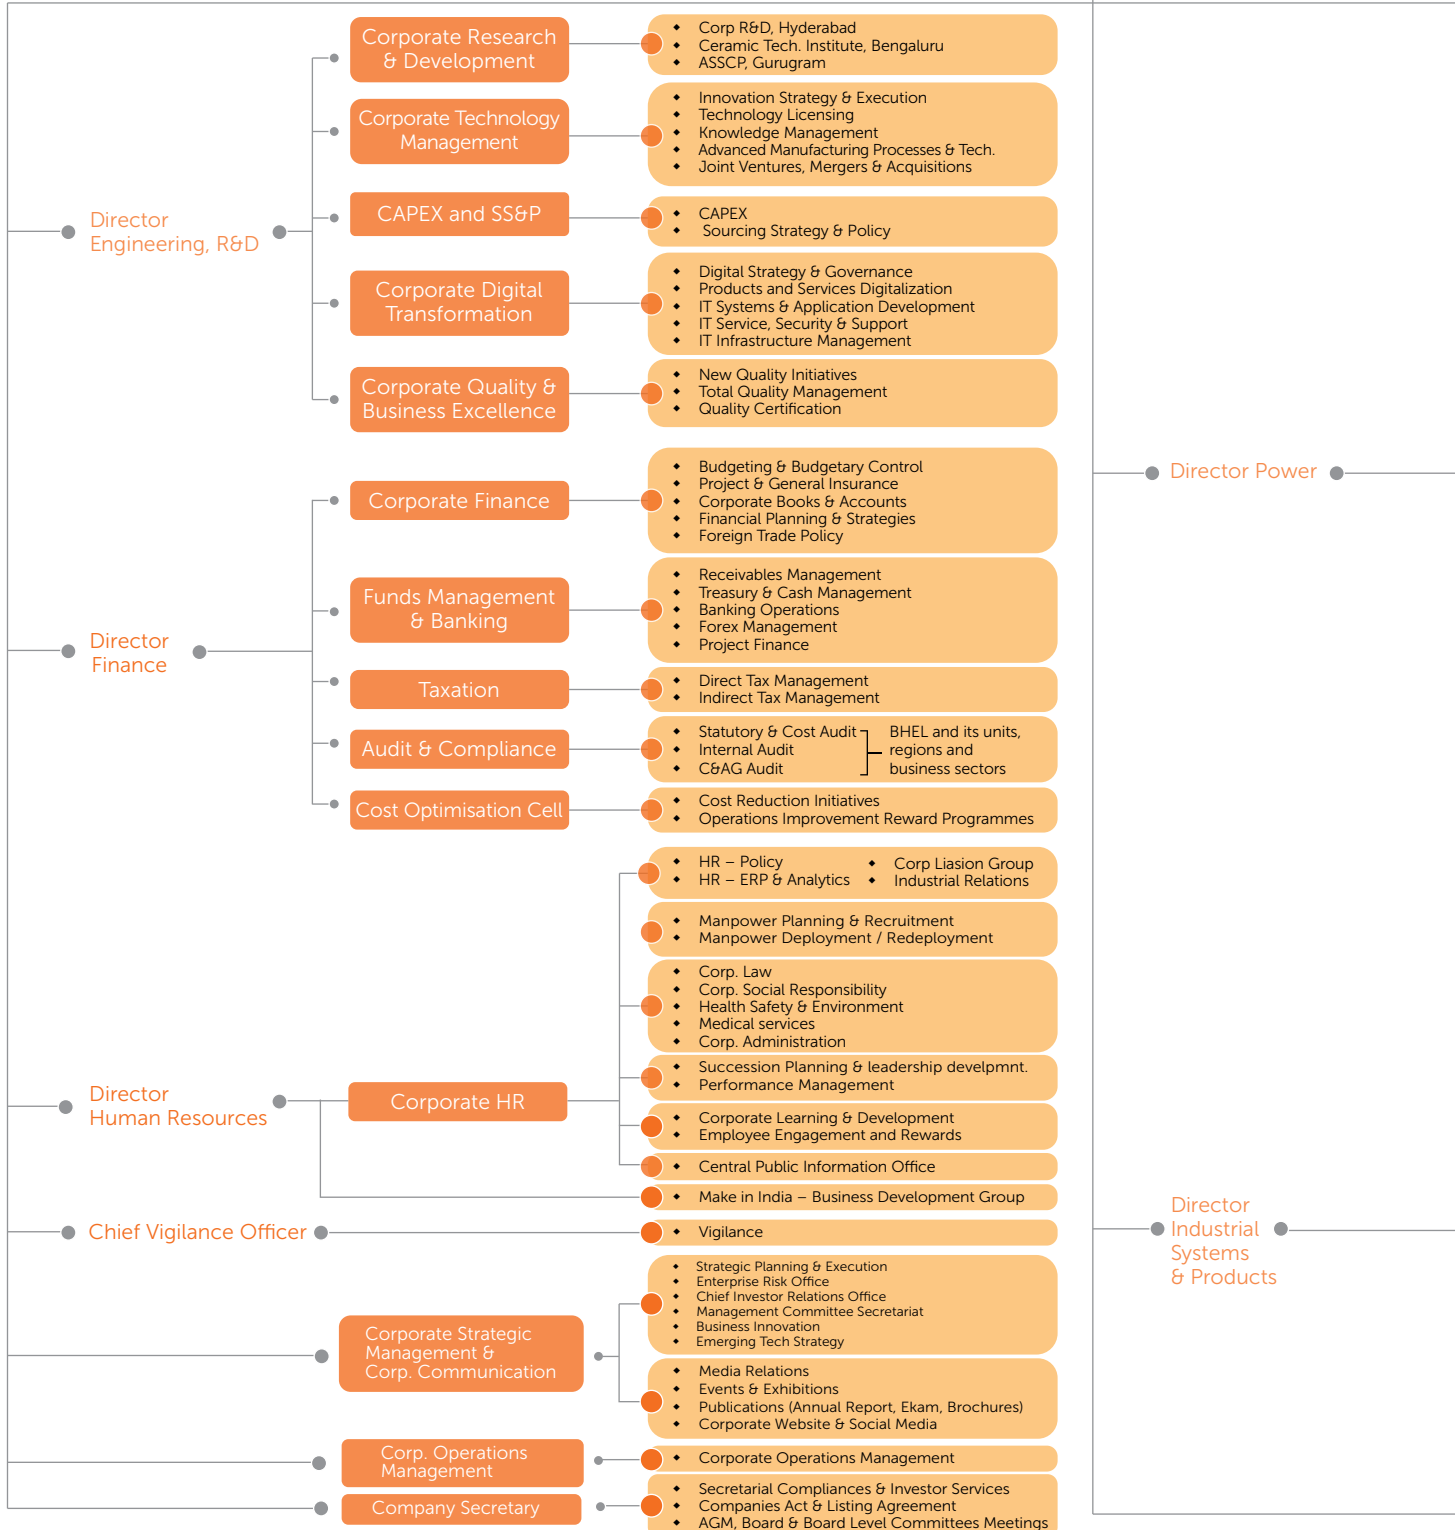 Director
Engineering, R&D
Corporate Research
& Development
◆ Corp R&D, Hyderabad
◆ Ceramic Tech. Institute, Bengaluru
◆ ASSCP, Gurugram
Corporate Technology
Management
◆ Innovation Strategy & Execution
◆ Technology Licensing
◆ Knowledge Management
◆ Advanced Manufacturing Processes & Tech.
◆ Joint Ventures, Mergers & Acquisitions
CAPEX and SS&P
◆ CAPEX
◆ Sourcing Strategy & Policy
Corporate Digital
Transformation
◆ Digital Strategy & Governance
◆ Products and Services Digitalization
◆ IT Systems & Application Development
◆ IT Service, Security & Support
◆ IT Infrastructure Management
Corporate Quality &
Business Excellence
◆ New Quality Initiatives
◆ Total Quality Management
◆ Quality Certification
Director
Finance
Corporate Finance
◆ Budgeting & Budgetary Control
◆ Project & General Insurance
◆ Corporate Books & Accounts
◆ Financial Planning & Strategies
◆ Foreign Trade Policy
Funds Management
& Banking
◆ Receivables Management
◆ Treasury & Cash Management
◆ Banking Operations
◆ Forex Management
◆ Project Finance
Taxation
◆ Direct Tax Management
◆ Indirect Tax Management
Audit & Compliance
◆ Statutory & Cost Audit
◆ Internal Audit
◆ C&AG Audit
BHEL and its units,
regions and
business sectors
Cost Optimisation Cell
◆ Cost Reduction Initiatives
◆ Operations Improvement Reward Programmes
Director
Human Resources
Corporate HR
◆ HR – Policy
◆ HR – ERP & Analytics
◆ Corp Liasion Group
◆ Industrial Relations
◆ Manpower Planning & Recruitment
◆ Manpower Deployment / Redeployment
◆ Corp. Law
◆ Corp. Social Responsibility
◆ Health Safety & Environment
◆ Medical services
◆ Corp. Administration
◆ Succession Planning & leadership develpmnt.
◆ Performance Management
◆ Corporate Learning & Development
◆ Employee Engagement and Rewards
◆ Central Public Information Office
◆ Make in India – Business Development Group
Chief Vigilance Officer
◆ Vigilance
Corporate Strategic
Management &
Corp. Communication
◆ Strategic Planning & Execution
◆ Enterprise Risk Office
◆ Chief Investor Relations Office
◆ Management Committee Secretariat
◆ Business Innovation
◆ Emerging Tech Strategy
◆ Media Relations
◆ Events & Exhibitions
◆ Publications (Annual Report, Ekam, Brochures)
◆ Corporate Website & Social Media
Corp. Operations
Management
◆ Corporate Operations Management
Company Secretary
◆ Secretarial Compliances & Investor Services
◆ Companies Act & Listing Agreement
◆ AGM, Board & Board Level Committees Meetings
Director Power
Director
Industrial
Systems
& Products